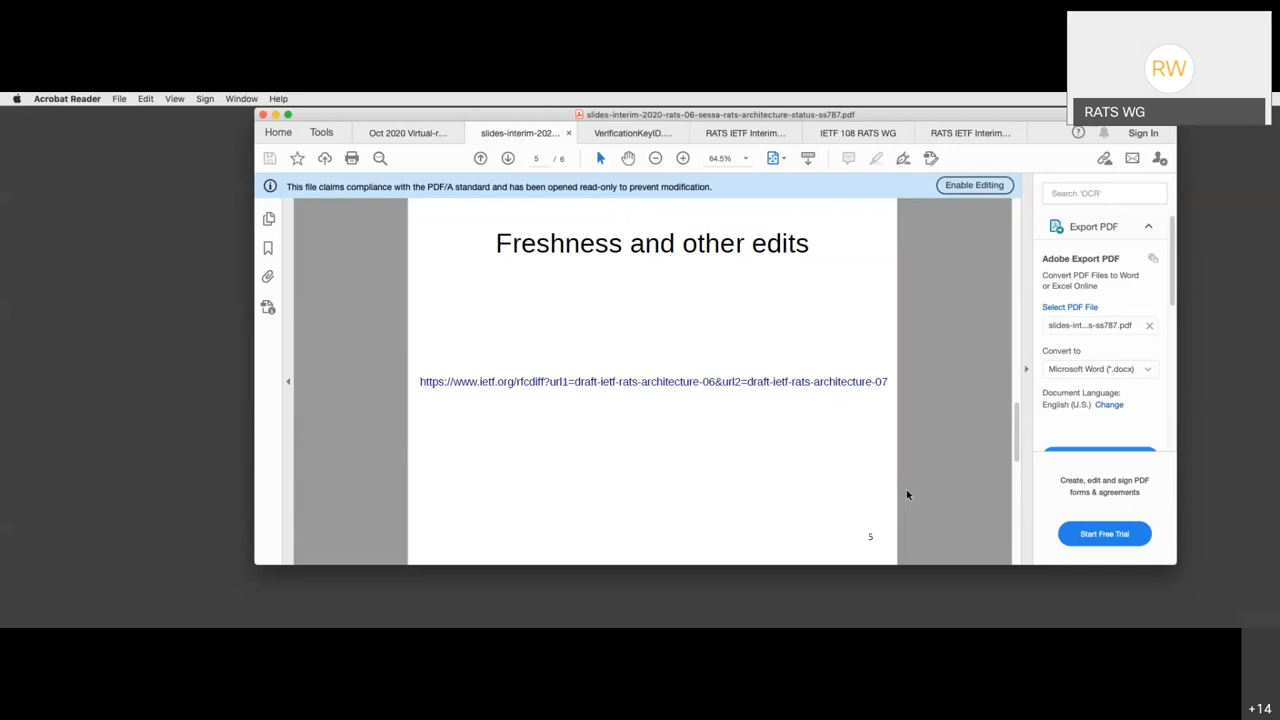 RW
RATS WG
Acrobat Reader File Edit View Sign Window Help
slides-interim-2020-rats-06-sessa-rats-architecture-status-ss787.pdf
Home Tools Oct 2020 Virtual-r... slides-interim-202... × VerificationKeyID.... RATS IETF Interim... IETF 108 RATS WG RATS IETF Interim... Sign In
5 / 6 64.5%
This file claims compliance with the PDF/A standard and has been opened read-only to prevent modification. Enable Editing
Search 'OCR'
Export PDF
Adobe Export PDF
Convert PDF Files to Word
or Excel Online
Select PDF File
slides-int...s-ss787.pdf
Convert to
Microsoft Word (*.docx)
Document Language:
English (U.S.) Change
Freshness and other edits
https://www.ietf.org/rfcdiff?url1=draft-ietf-rats-architecture-06&url2=draft-ietf-rats-architecture-07
5
Create, edit and sign PDF
forms & agreements
Start Free Trial
+14